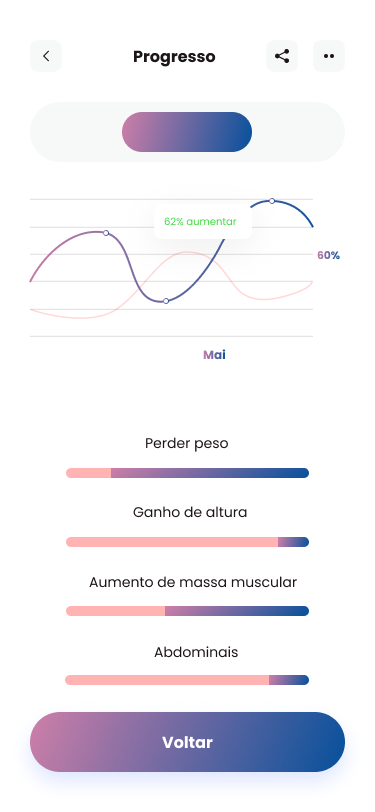 Progresso
62% aumentar
60%
Mai
Perder peso
Ganho de altura
Aumento de massa muscular
Abdominais
Voltar